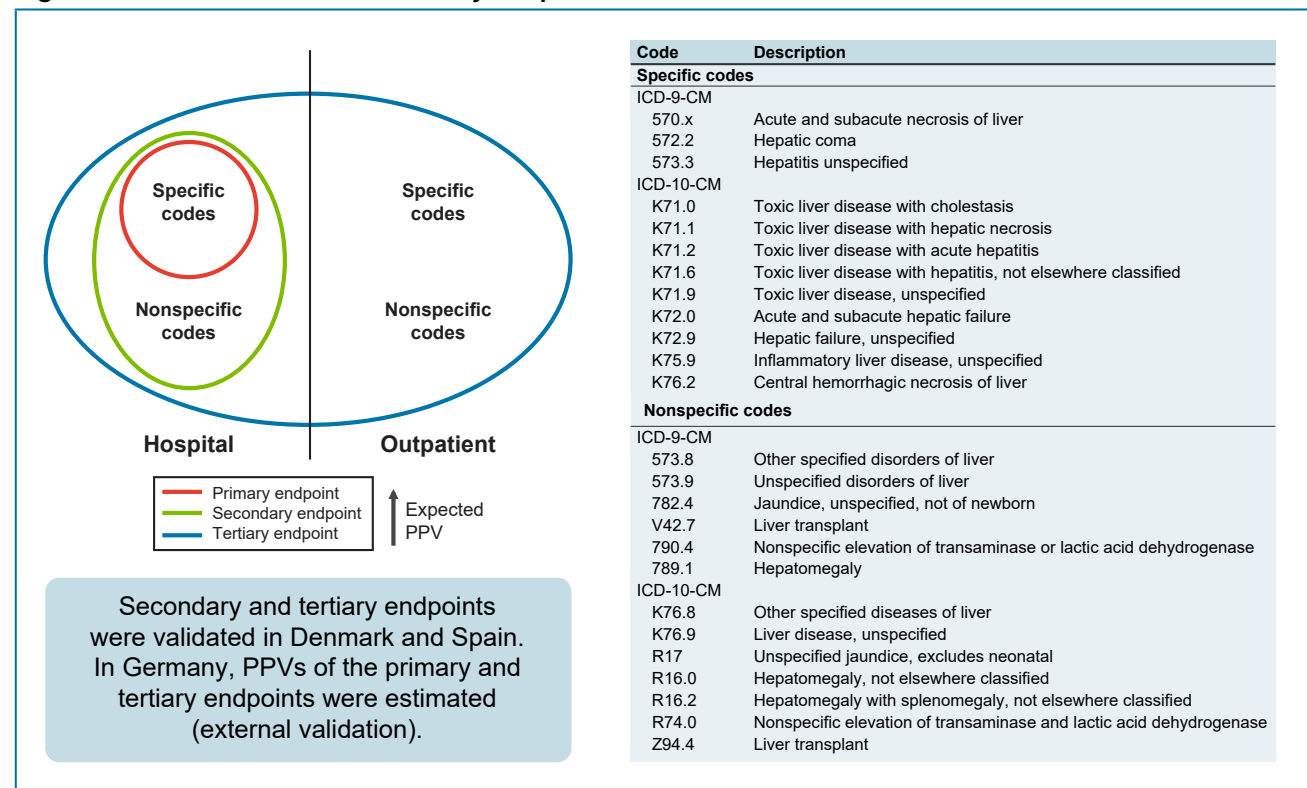 Specific
codes
Specific
codes
Nonspecific
codes
Nonspecific
codes
Hospital
Outpatient
Primary endpoint
Secondary endpoint
Tertiary endpoint
Expected
PPV
Secondary and tertiary endpoints
were validated in Denmark and Spain.
In Germany, PPVs of the primary and
tertiary endpoints were estimated
(external validation).
Code Description
Specific codes
ICD-9-CM
570.x Acute and subacute necrosis of liver
572.2 Hepatic coma
573.3 Hepatitis unspecified
ICD-10-CM
K71.0 Toxic liver disease with cholestasis
K71.1 Toxic liver disease with hepatic necrosis
K71.2 Toxic liver disease with acute hepatitis
K71.6 Toxic liver disease with hepatitis, not elsewhere classified
K71.9 Toxic liver disease, unspecified
K72.0 Acute and subacute hepatic failure
K72.9 Hepatic failure, unspecified
K75.9 Inflammatory liver disease, unspecified
K76.2 Central hemorrhagic necrosis of liver
Nonspecific codes
ICD-9-CM
573.8 Other specified disorders of liver
573.9 Unspecified disorders of liver
782.4 Jaundice, unspecified, not of newborn
V42.7 Liver transplant
790.4 Nonspecific elevation of transaminase or lactic acid dehydrogenase
789.1 Hepatomegaly
ICD-10-CM
K76.8 Other specified diseases of liver
K76.9 Liver disease, unspecified
R17 Unspecified jaundice, excludes neonatal
R16.0 Hepatomegaly, not elsewhere classified
R16.2 Hepatomegaly with splenomegaly, not elsewhere classified
R74.0 Nonspecific elevation of transaminase and lactic acid dehydrogenase
Z94.4 Liver transplant